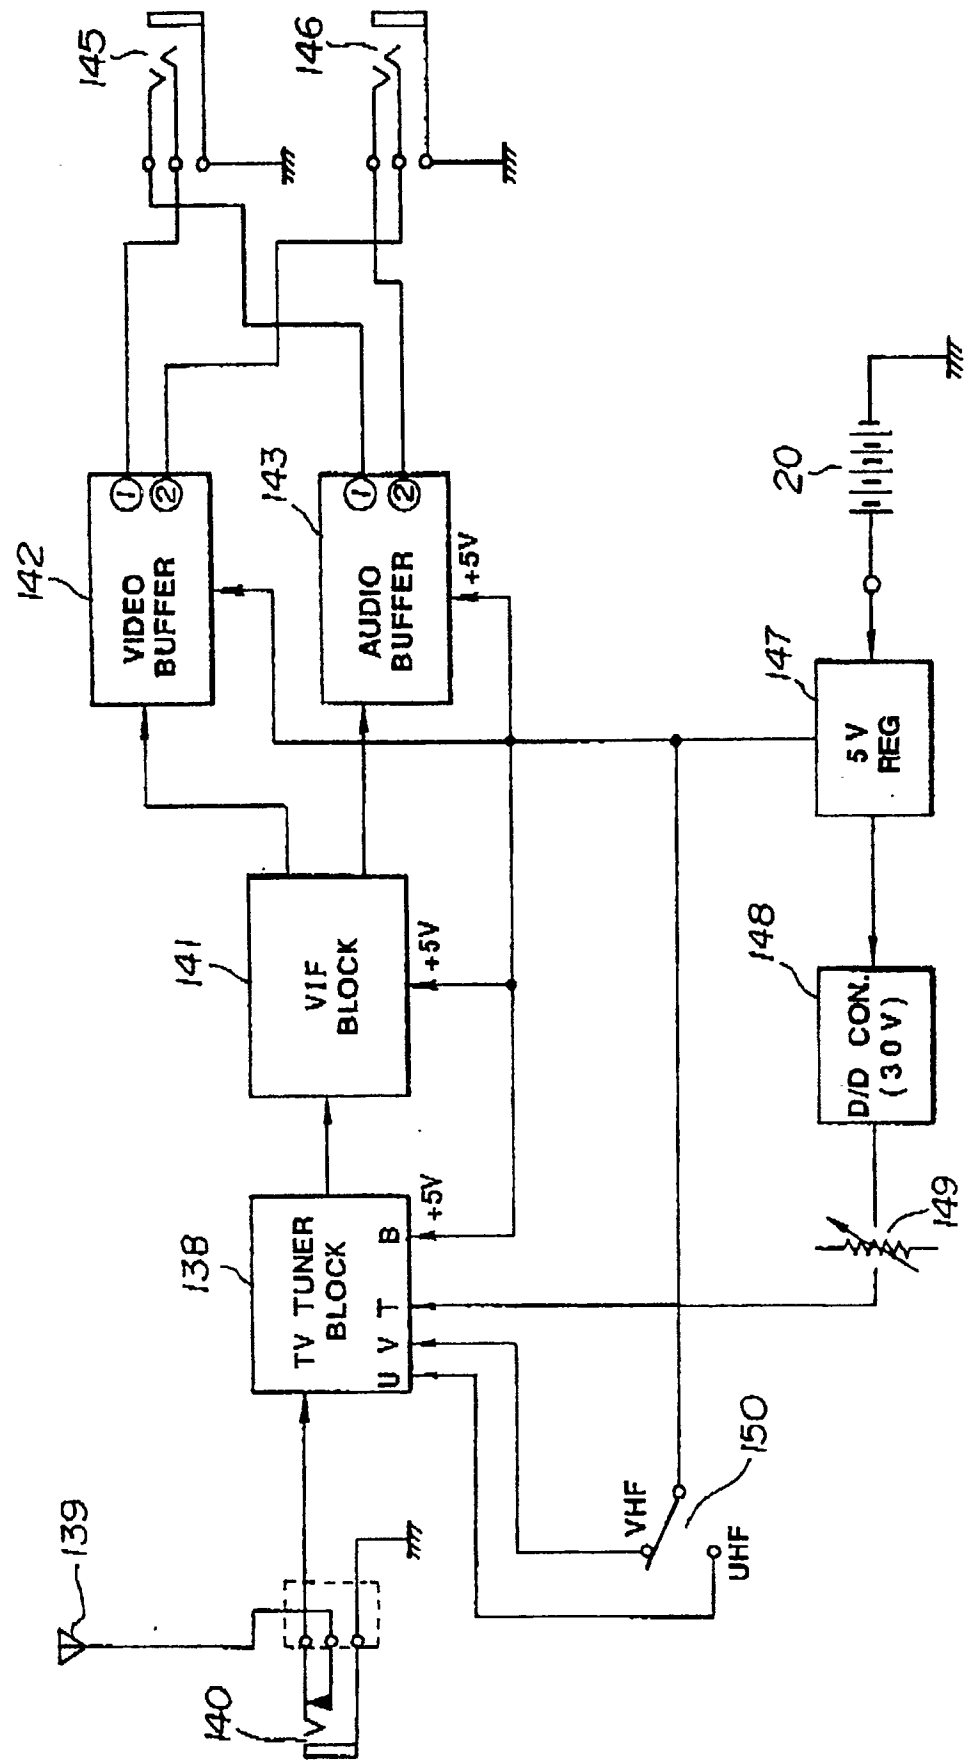 139
140
138
TV TUNER
BLOCK
U V T B
+5V
141
VIF
BLOCK
+5V
142
VIDEO
BUFFER
1
2
143
AUDIO
BUFFER
1
2
+5V
145
146
VHF
UHF
150
149
148
D/D CON.
(30V)
147
5V
REG
20